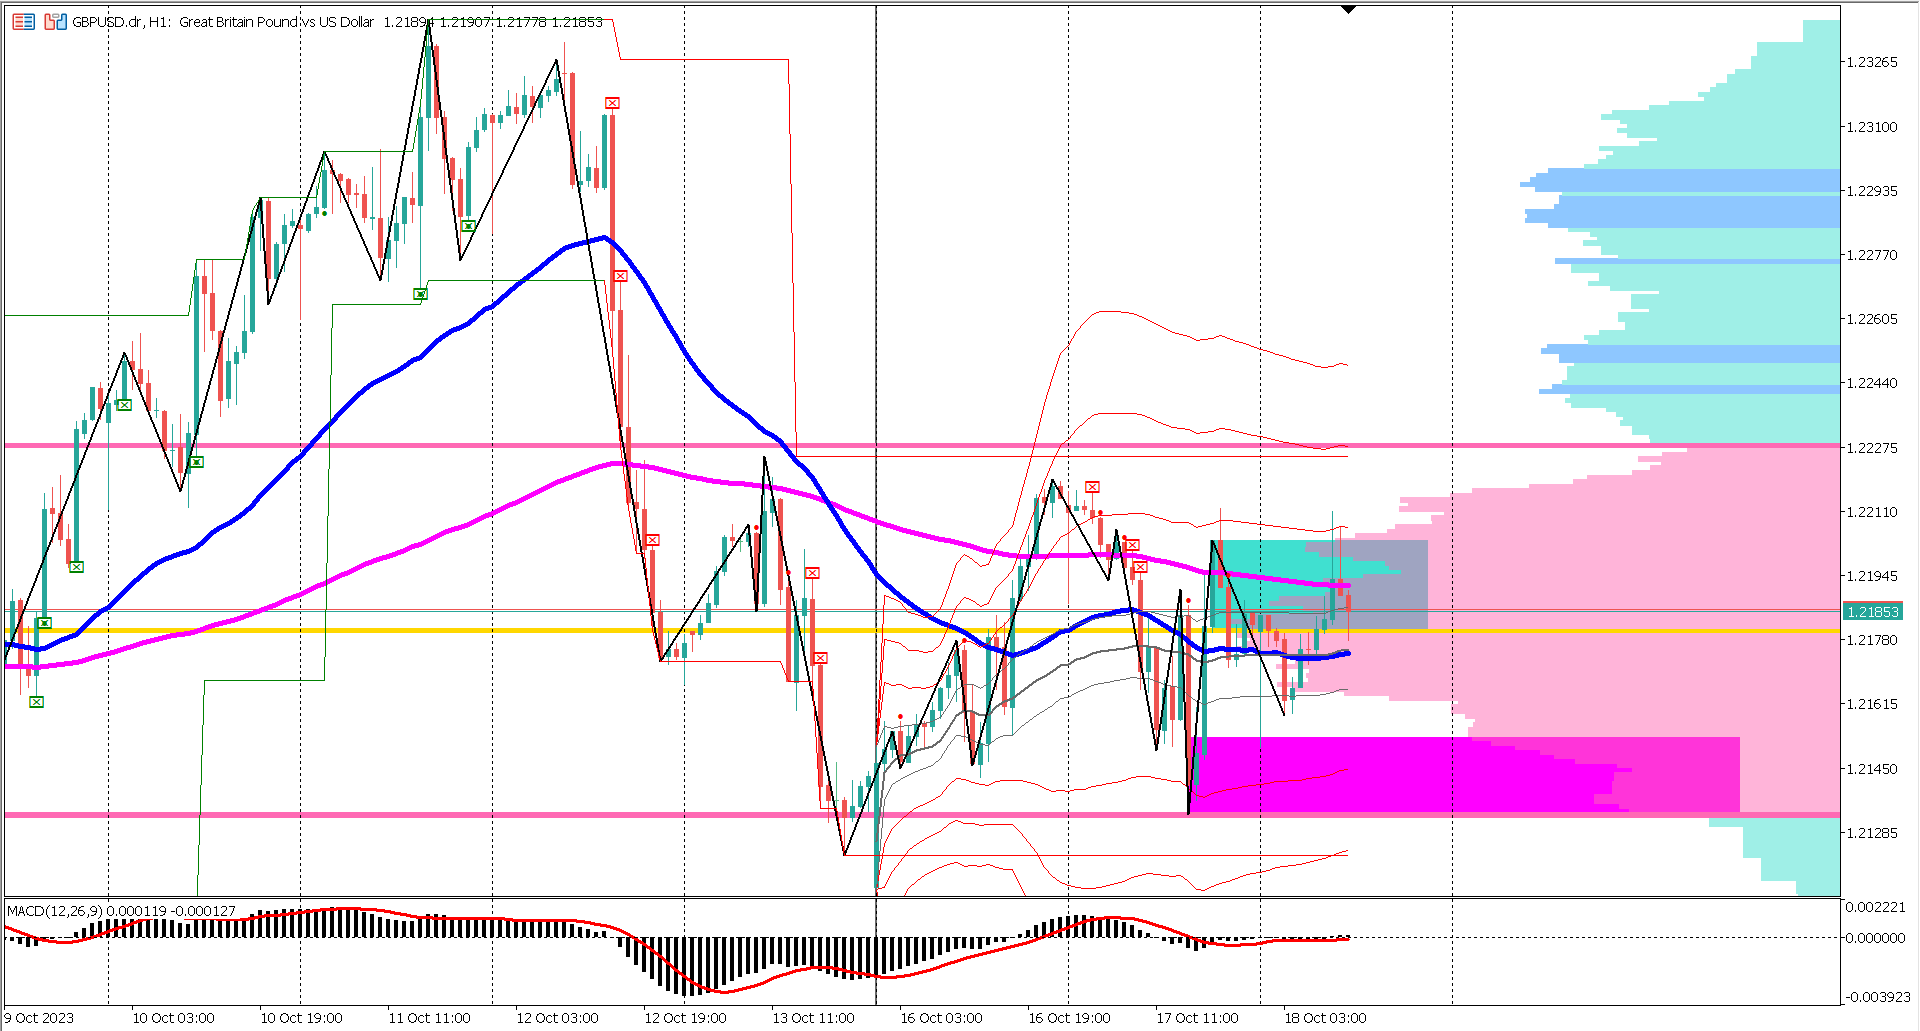 GBPUSD.dr, H1: Great Britain Pound vs US Dollar 1.21894 1.21907 1.21778 1.21853
1.23265
1.23100
1.22935
1.22770
1.22605
1.22440
1.22275
1.22110
1.21945
1.21853
1.21780
1.21615
1.21450
1.21285
MACD(12,26,9) 0.000119 -0.000127
0.002221
0.000000
-0.003923
9 Oct 2023
10 Oct 03:00
10 Oct 19:00
11 Oct 11:00
12 Oct 03:00
12 Oct 19:00
13 Oct 11:00
16 Oct 03:00
16 Oct 19:00
17 Oct 11:00
18 Oct 03:00